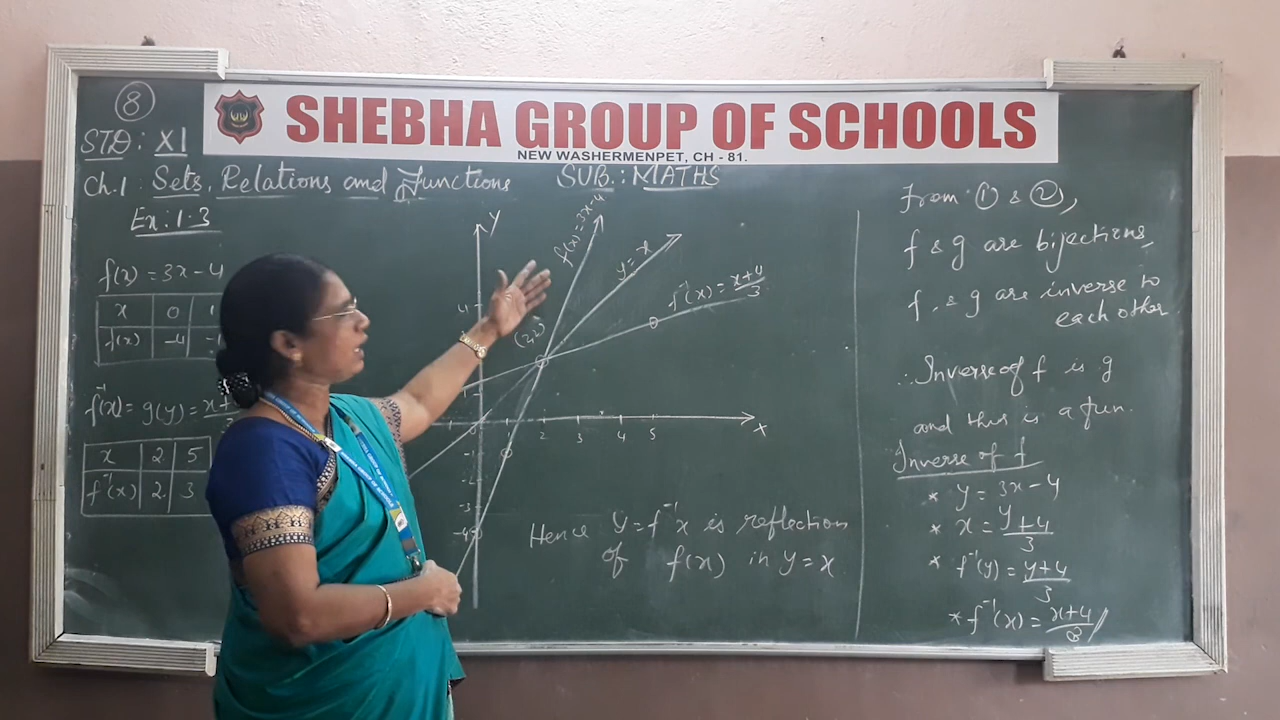 SHEBHA GROUP OF SCHOOLS
NEW WASHERMENPET, CH - 81.
8
STD: XI
Ch.1 Sets, Relations and Functions
SUB.: MATHS
Ex: 1.3
f(x) = 3x-4
x 0
f(x) -4
f⁻¹(x) = g(y) =
x 2 5
f⁻¹(x) 2 3
y
f(x) = 3x-4
y = x
f⁻¹(x) = x+4/3
(2,2)
4
2 3 4 5
x
-3
-4
Hence y = f⁻¹x is reflection
of f(x) in y = x
From ① & ②,
f & g are bijections,
f, & g are inverse to
each other.
∴ Inverse of f is g
and this is a fun.
Inverse of f
* y = 3x-4
* x = y+4/3
* f⁻¹(y) = y+4/3
* f⁻¹(x) = x+4/3